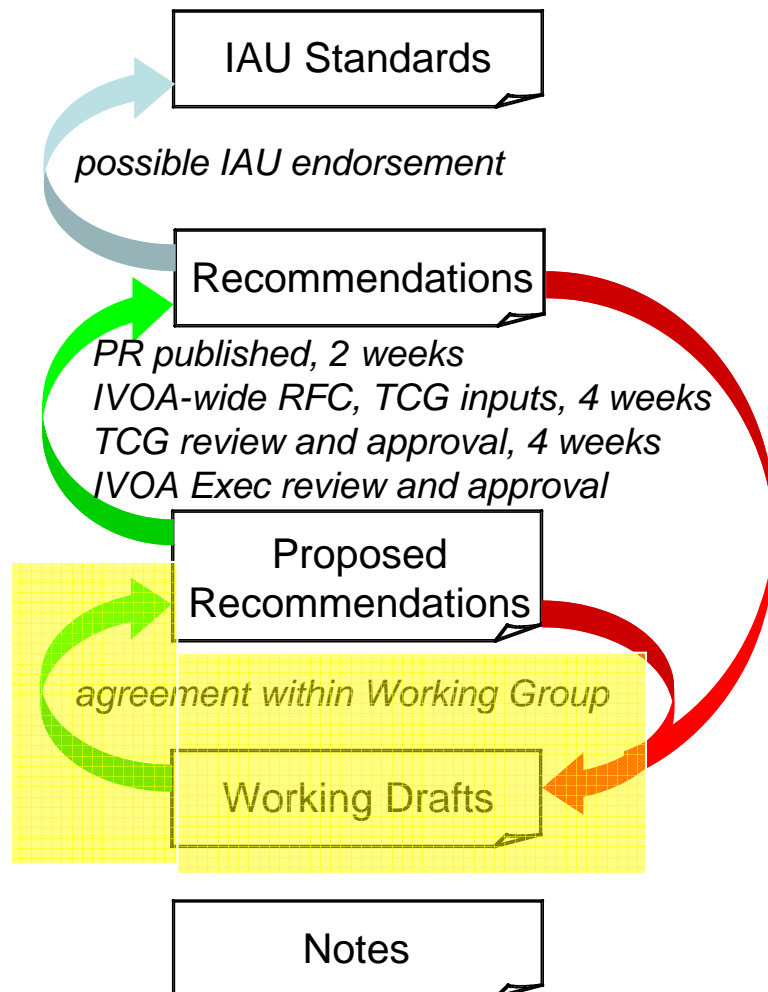 IAU Standards
possible IAU endorsement
Recommendations
PR published, 2 weeks
IVOA-wide RFC, TCG inputs, 4 weeks
TCG review and approval, 4 weeks
IVOA Exec review and approval
Proposed
Recommendations
agreement within Working Group
Working Drafts
Notes